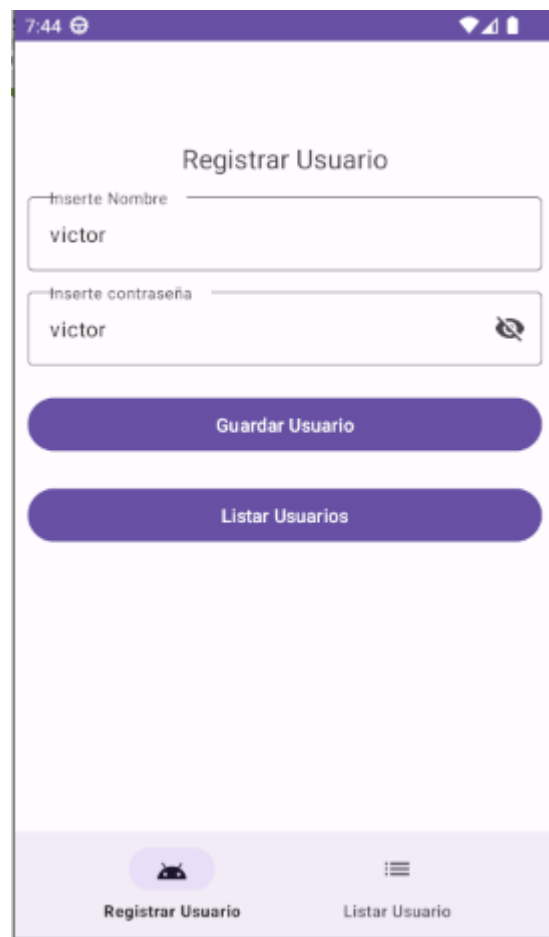 7:44
Registrar Usuario
Inserte Nombre
victor
Inserte contraseña
victor
Guardar Usuario
Listar Usuarios
Registrar Usuario
Listar Usuario